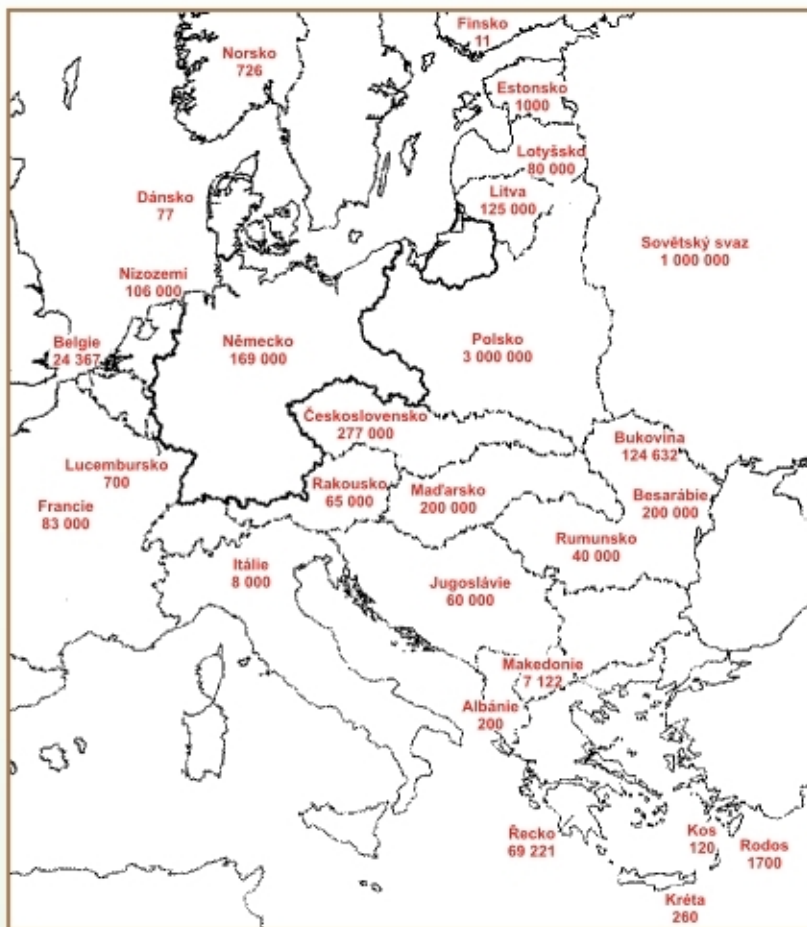 Finsko
11
Norsko
726
Estonsko
1000
Lotyšsko
80 000
Litva
125 000
Dánsko
77
Sovětský svaz
1 000 000
Nizozemí
106 000
Belgie
24 367
Německo
169 000
Polsko
3 000 000
Československo
277 000
Bukovina
124 632
Lucembursko
700
Rakousko
65 000
Maďarsko
200 000
Besarábie
200 000
Francie
83 000
Rumunsko
40 000
Itálie
8 000
Jugoslávie
60 000
Makedonie
7 122
Albánie
200
Řecko
69 221
Kos
120
Rodos
1700
Kréta
260